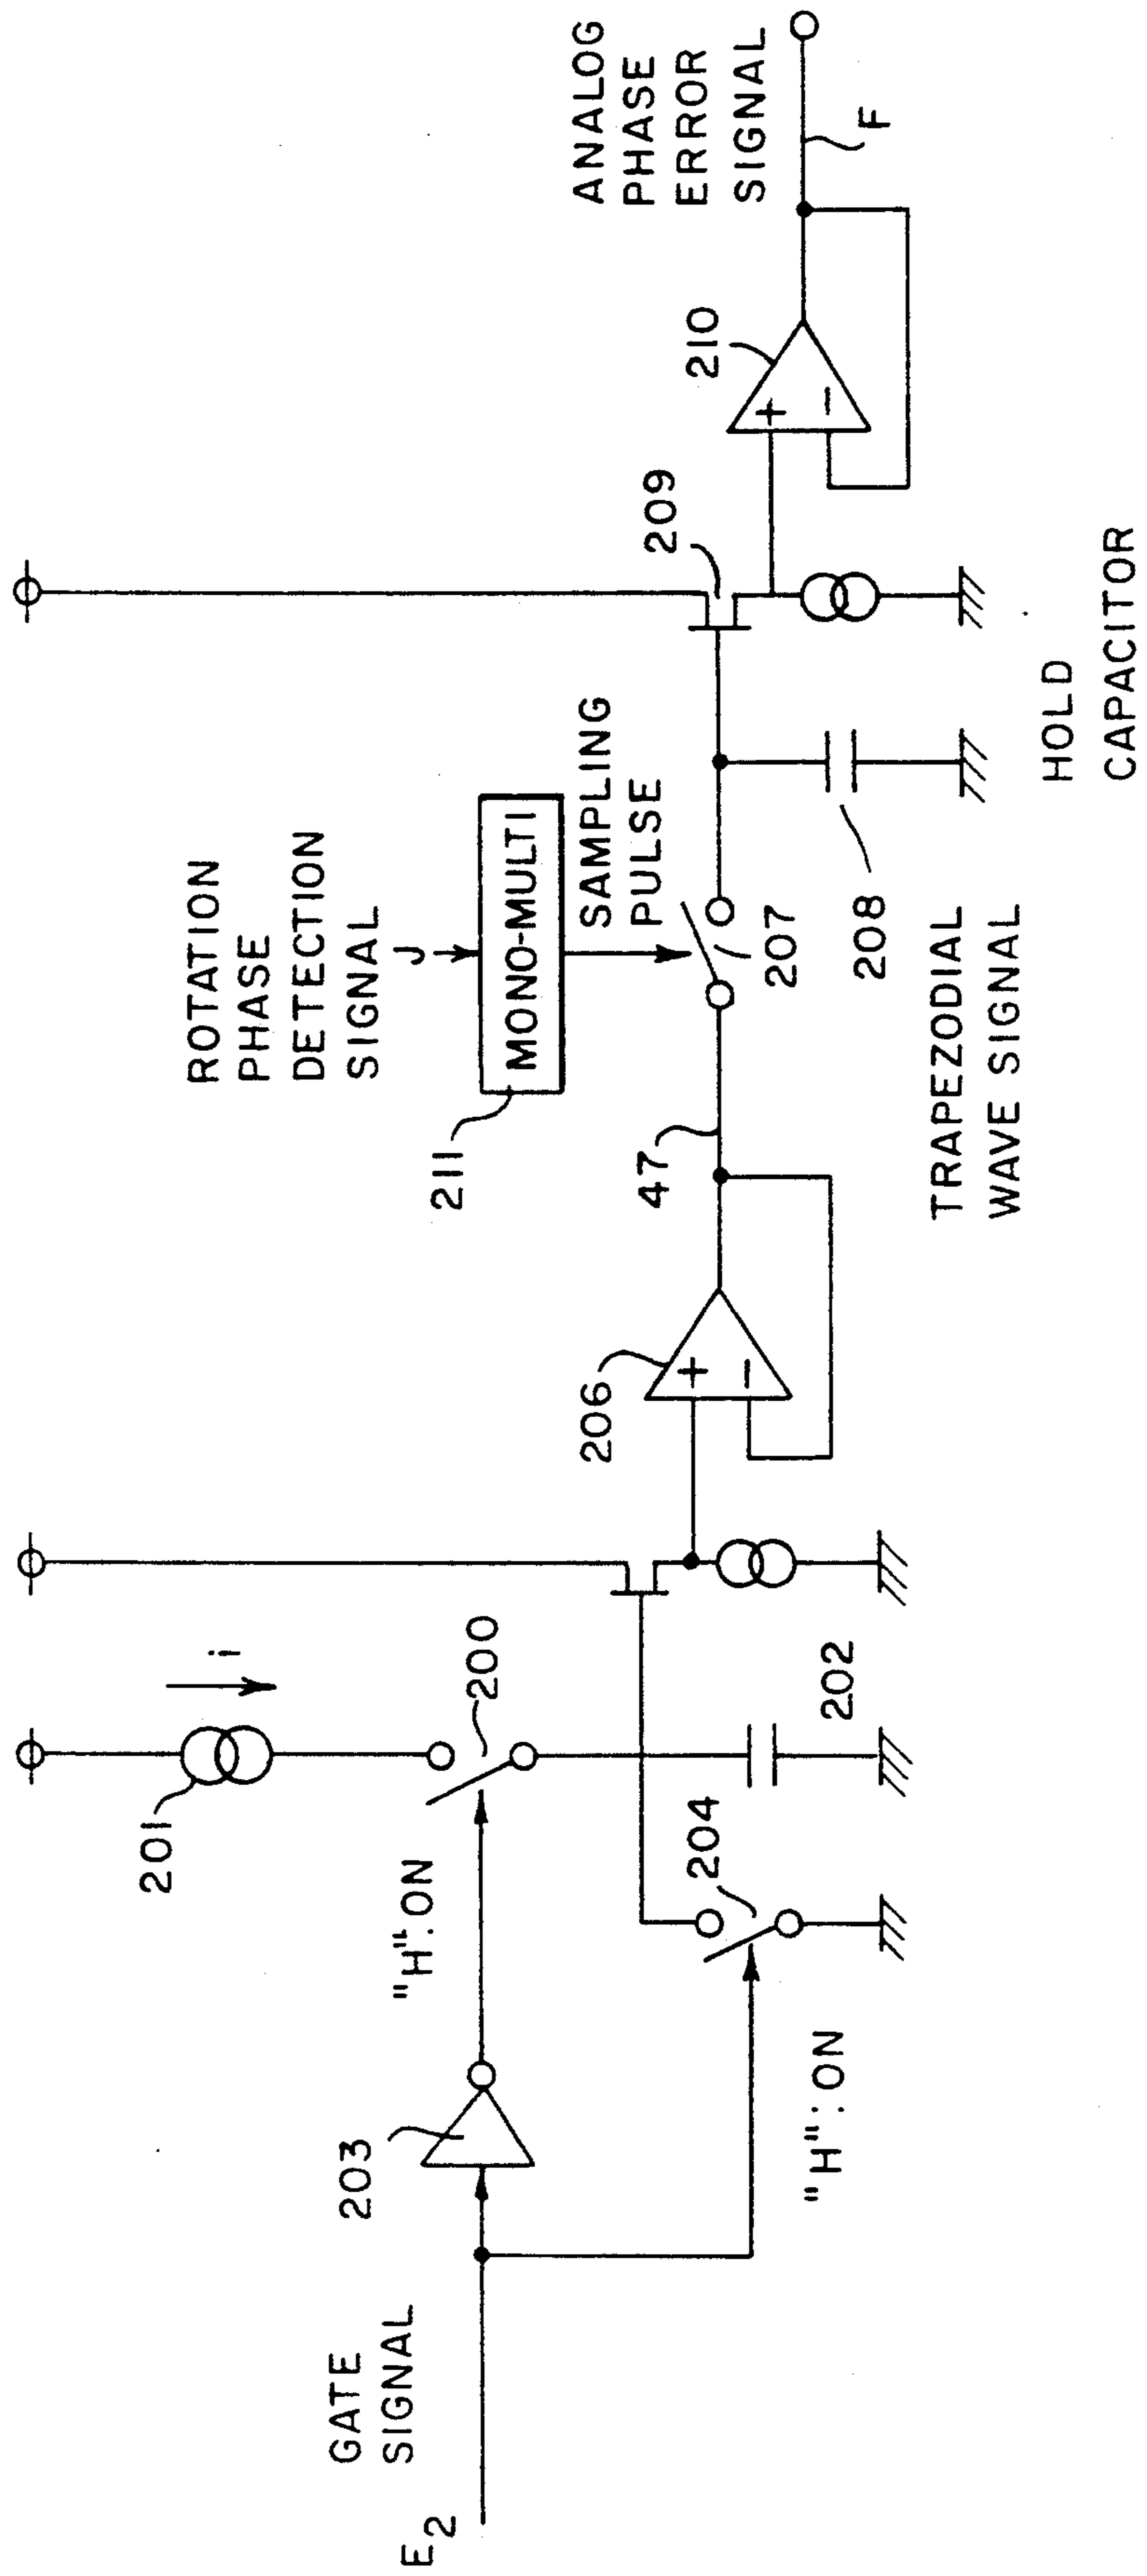 E2
GATE
SIGNAL
203
"H":ON
"H":ON
201
i
200
204
202
206
47
TRAPEZODIAL
WAVE SIGNAL
211
ROTATION
PHASE
DETECTION
SIGNAL
J
MONO-MULTI
SAMPLING
PULSE
207
208
HOLD
CAPACITOR
209
210
+
−
+
−
ANALOG
PHASE
ERROR
SIGNAL
F